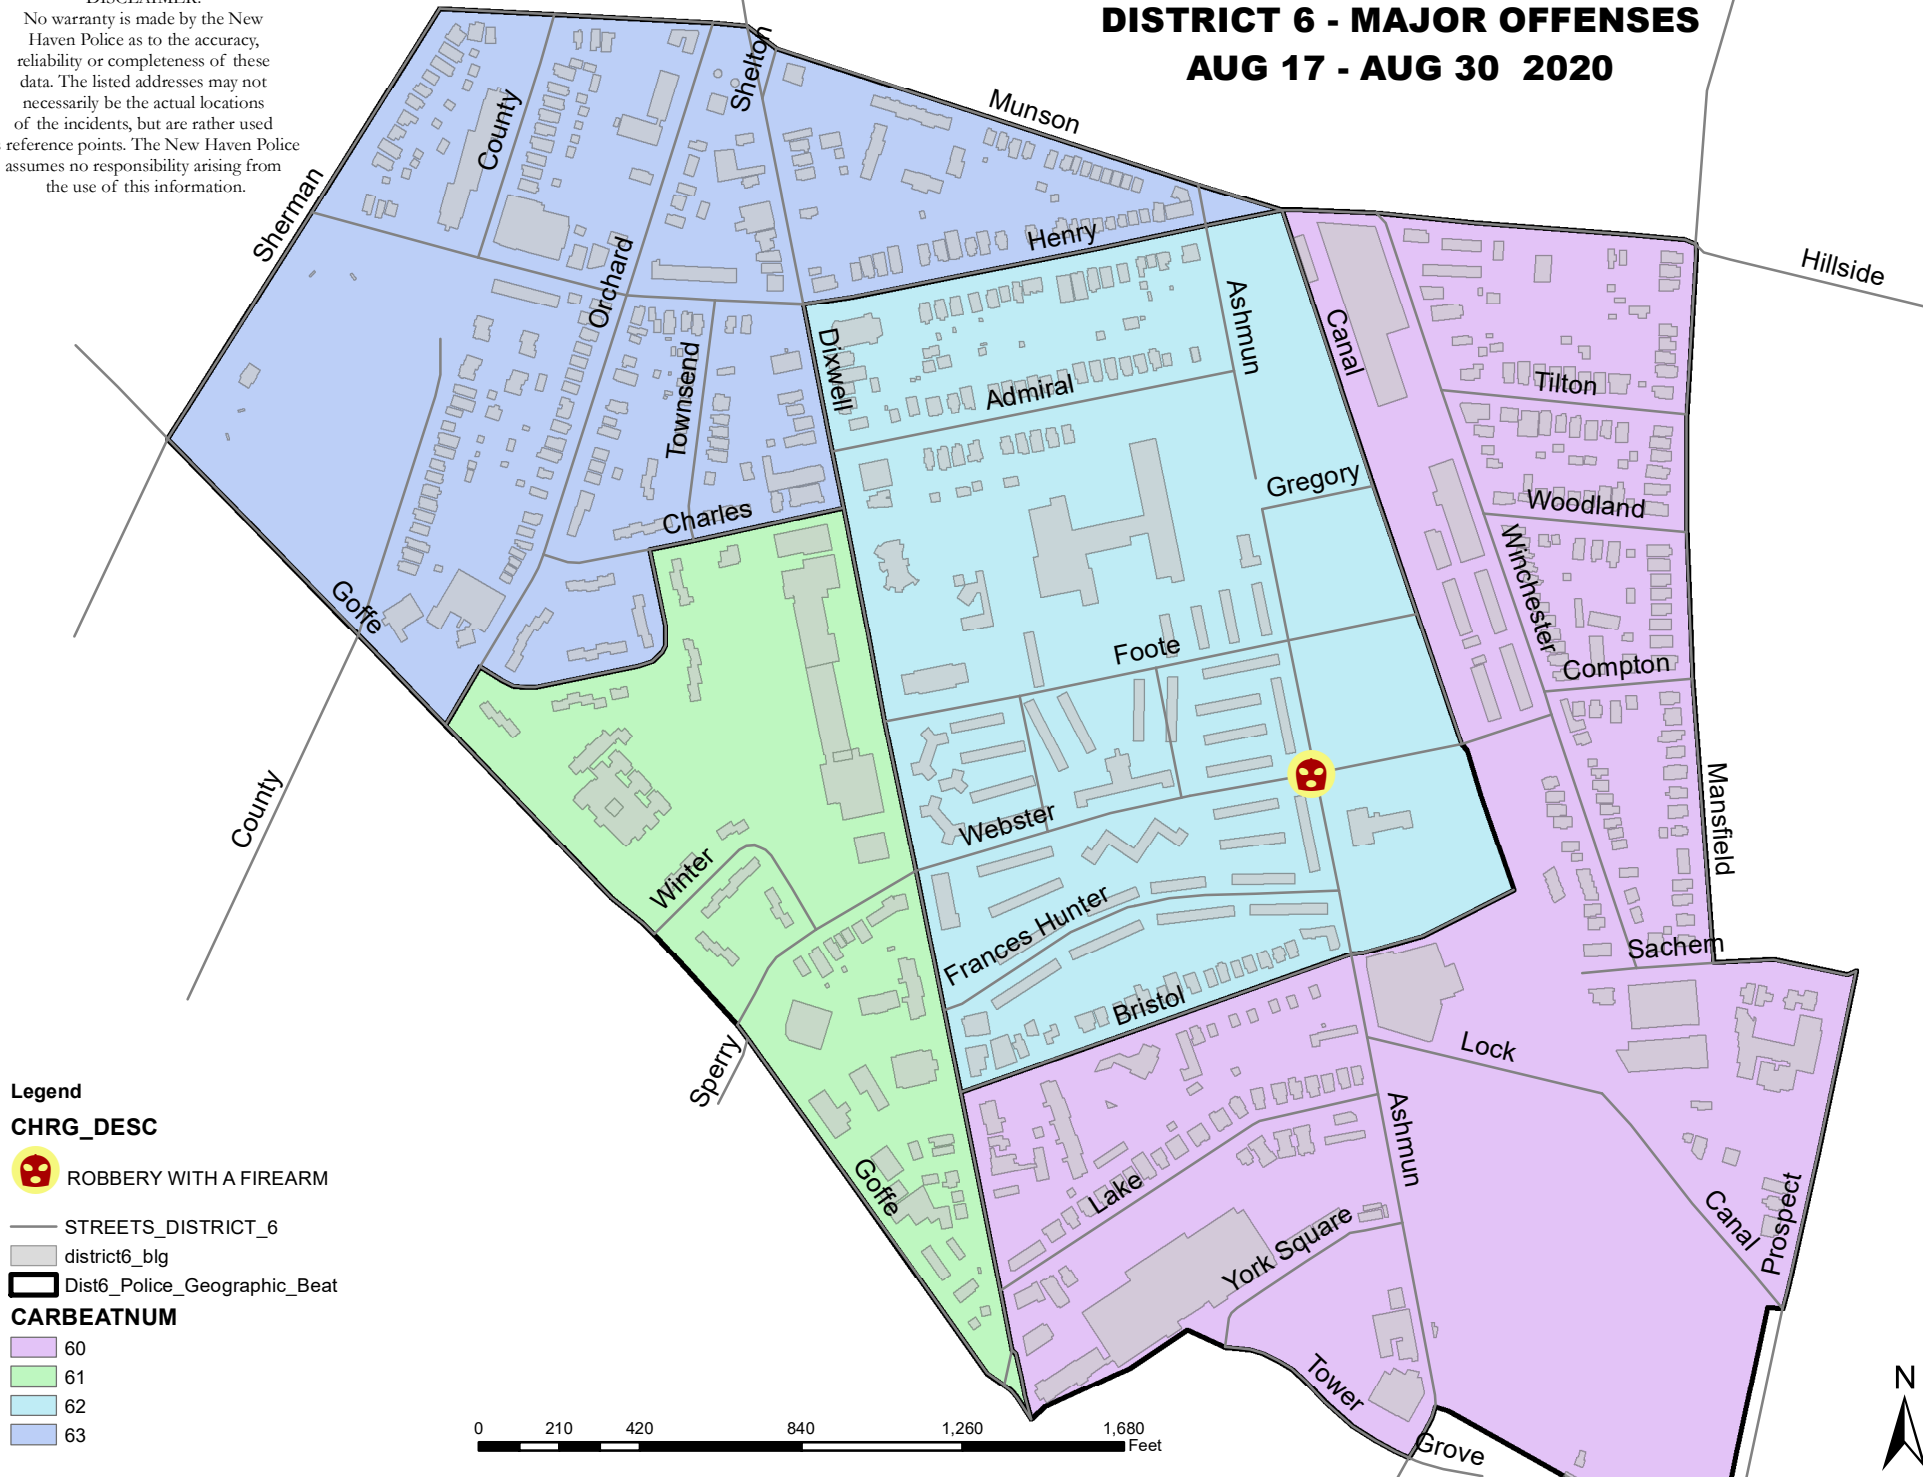 DISCLAIMER:
No warranty is made by the New
Haven Police as to the accuracy,
reliability or completeness of these
data. The listed addresses may not
necessarily be the actual locations
of the incidents, but are rather used
reference points. The New Haven Police
assumes no responsibility arising from
the use of this information.
DISTRICT 6 - MAJOR OFFENSES
AUG 17 - AUG 30 2020
Shelton
County
Munson
Sherman
Henry
Hillside
Orchard
Ashmun
Canal
Dixwell
Townsend
Admiral
Tilton
Gregory
Woodland
Charles
Winchester
Goffe
Foote
Compton
County
Mansfield
Webster
Winter
Frances Hunter
Sachem
Bristol
Sperry
Lock
Ashmun
Goffe
Lake
Canal
Prospect
York Square
Tower
Grove
Legend
CHRG_DESC
ROBBERY WITH A FIREARM
STREETS_DISTRICT_6
district6_blg
Dist6_Police_Geographic_Beat
CARBEATNUM
60
61
62
63
0 210 420 840 1,260 1,680
Feet
N